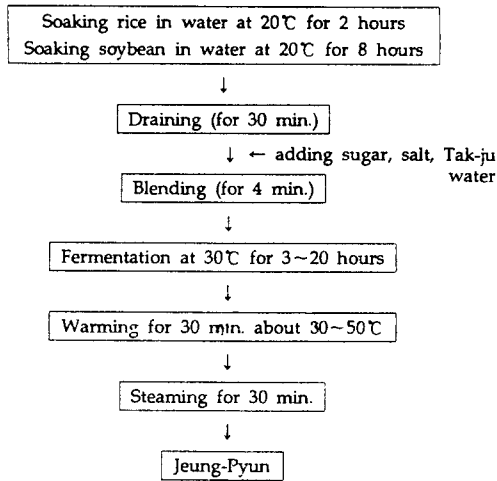 Soaking rice in water at 20℃ for 2 hours
Soaking soybean in water at 20℃ for 8 hours
↓
Draining (for 30 min.)
↓ ← adding sugar, salt, Tak-ju
water
Blending (for 4 min.)
↓
Fermentation at 30℃ for 3~20 hours
↓
Warming for 30 min. about 30~50℃
↓
Steaming for 30 min.
↓
Jeung-Pyun